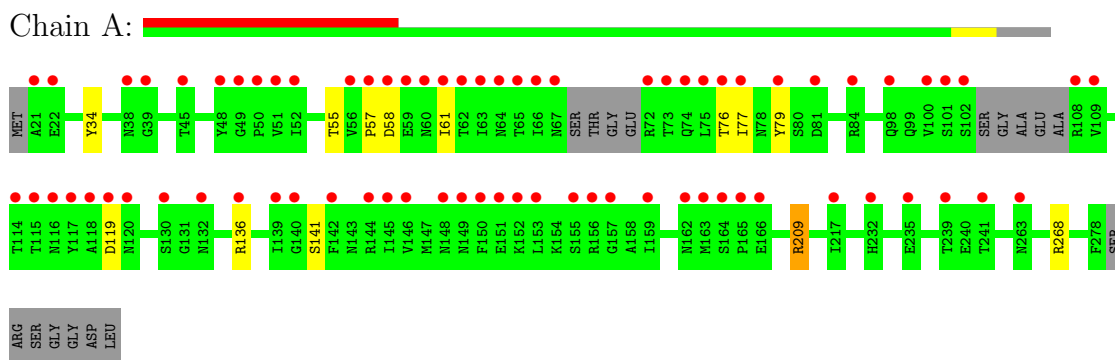 Chain A:
MET A21 E22 Y34 N38 G39 T45 Y48 G49 P50 V51 I52 T55 V56 P57 D58 E59 N60 I61 T62 I63 N64 T65 I66 N67 SER THR GLY GLU R72 T73 Q74 L75 T76 I77 N78 Y79 S80 D81 R84 Q98 Q99 V100 S101 S102 SER GLY ALA GLU ALA R108 V109
T114 T115 N116 Y117 A118 D119 N120 S130 G131 N132 R136 I139 G140 S141 F142 N143 R144 I145 V146 M147 N148 N149 F150 E151 K152 L153 K154 S155 R156 G157 A158 I159 N162 M163 S164 P165 E166 R209 I217 H232 E235 T239 E240 T241 N263 R268 F278 SER
ARG SER GLY GLY ASP LEU